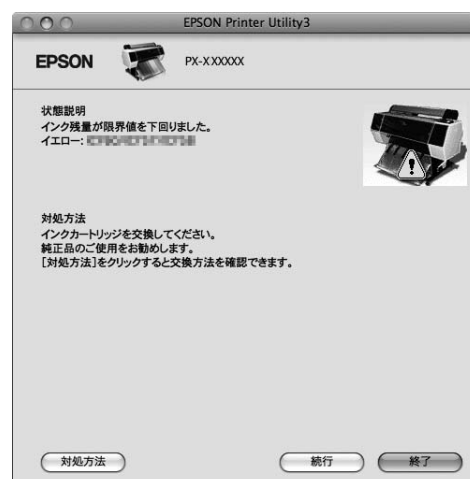 EPSON Printer Utility3
EPSON
PX-XXXXXX
状態説明
インク残量が限界値を下回りました。
イエロー:
対処方法
インクカートリッジを交換してください。
純正品のご使用をお勧めします。
[対処方法]をクリックすると交換方法を確認できます。
対処方法
続行
終了